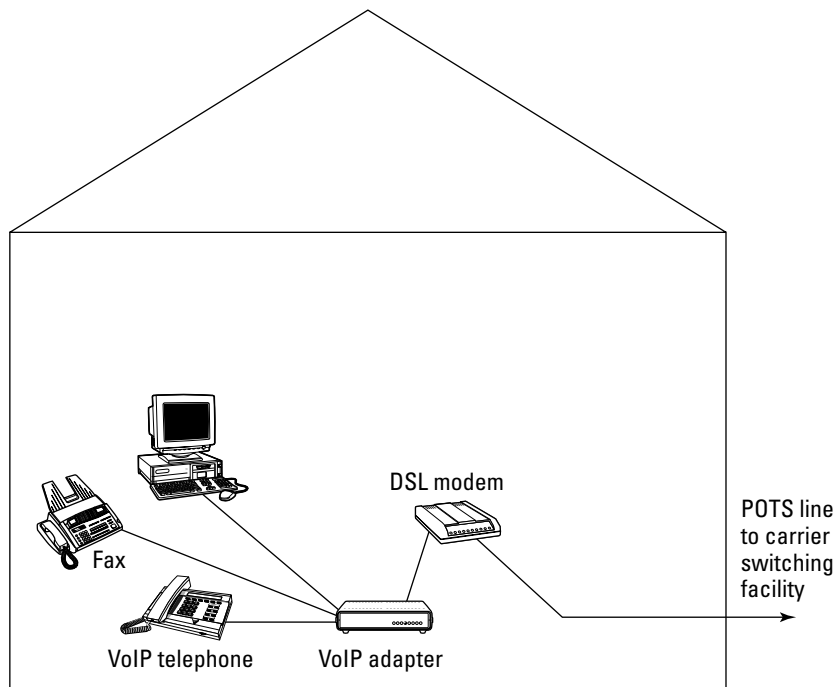 DSL modem
POTS line
to carrier
switching
facility
Fax
VoIP telephone
VoIP adapter